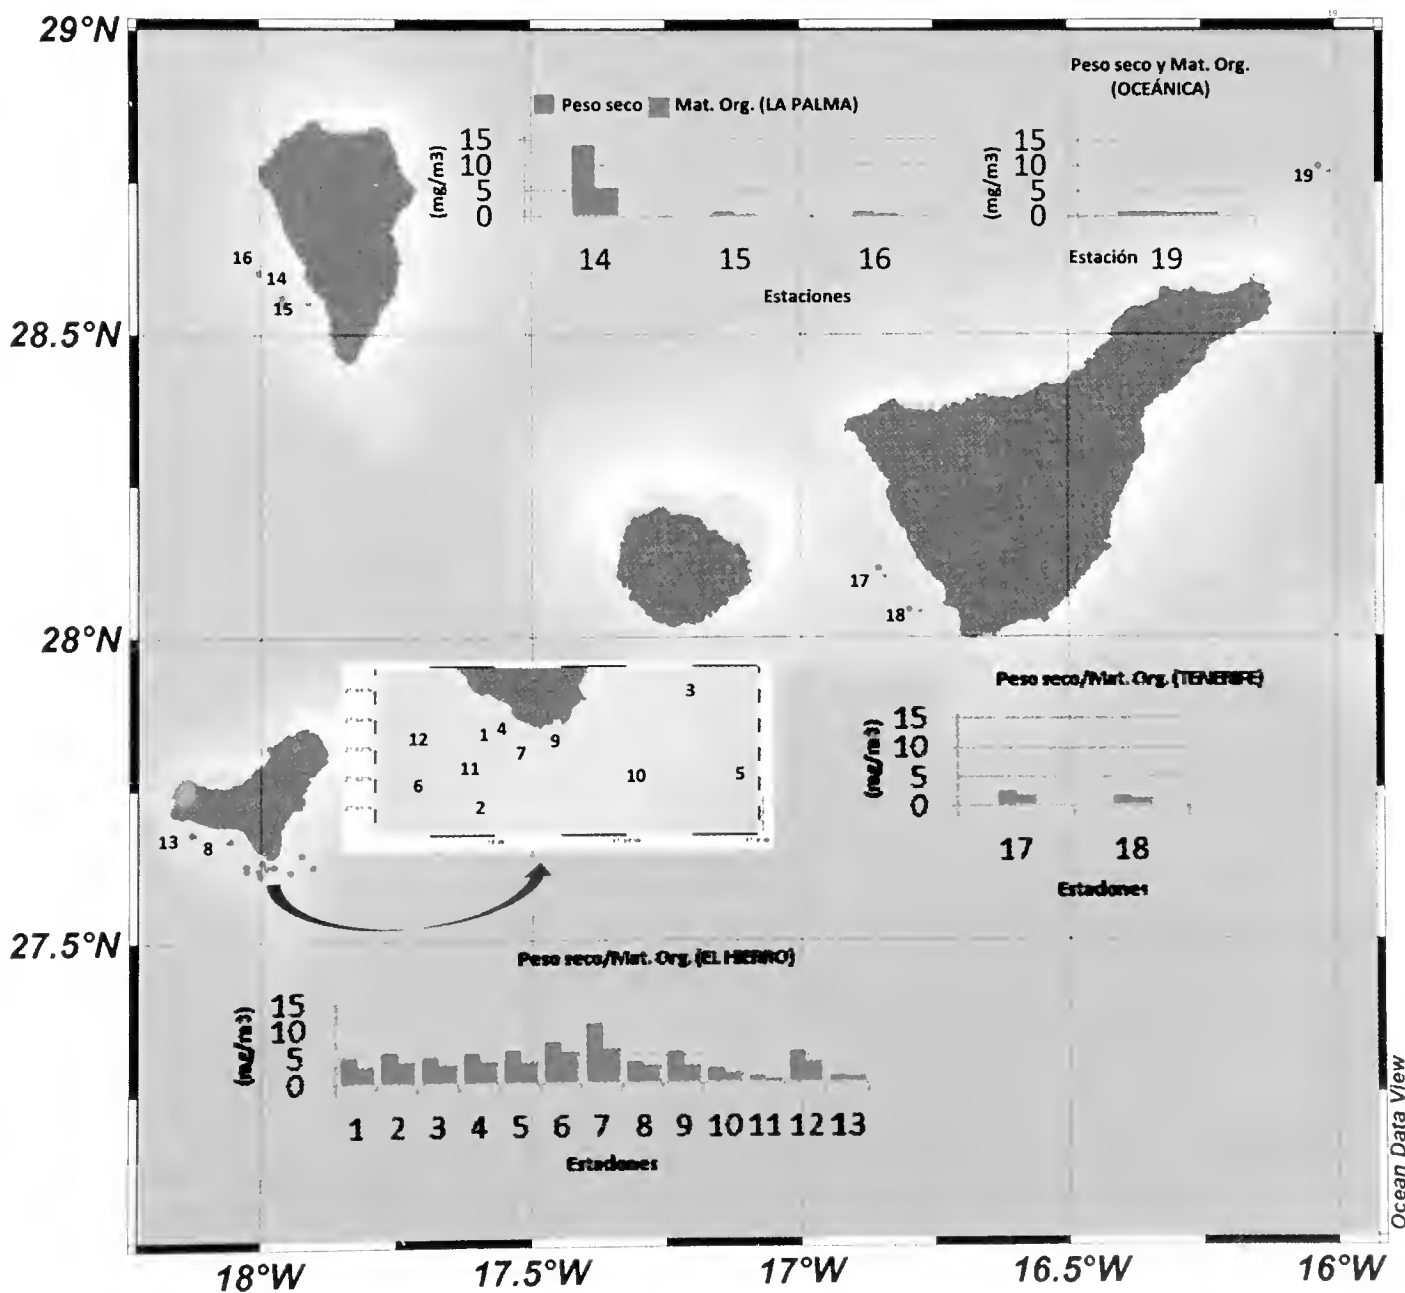 29°N
Peso seco y Mat. Org.
(OCEÁNICA)
Peso seco Mat. Org. (LA PALMA)
(mg/m3)
15
10
5
0
14 15 16
Estaciones
(mg/m3)
15
10
5
0
Estación 19
19
16
14
15
28.5°N
17
18
28°N
3
12 1 4
7 9
11
10 5
6
2
Peso seco/Mat. Org. (TENERIFE)
(mg/m3)
15
10
5
0
17 18
Estaciones
13 8
27.5°N
Peso seco/Mat. Org. (EL HIERRO)
(mg/m3)
15
10
5
0
1 2 3 4 5 6 7 8 9 10 11 12 13
Estaciones
18°W 17.5°W 17°W 16.5°W 16°W
Ocean Data View